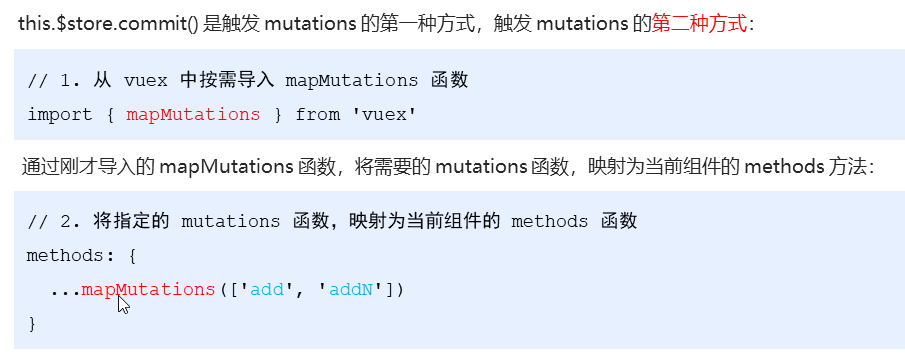 this.$store.commit() 是触发 mutations 的第一种方式，触发 mutations 的第二种方式：
// 1. 从 vuex 中按需导入 mapMutations 函数
import { mapMutations } from 'vuex'
通过刚才导入的 mapMutations 函数，将需要的 mutations 函数，映射为当前组件的 methods 方法：
// 2. 将指定的 mutations 函数，映射为当前组件的 methods 函数
methods: {
...mapMutations(['add', 'addN'])
}